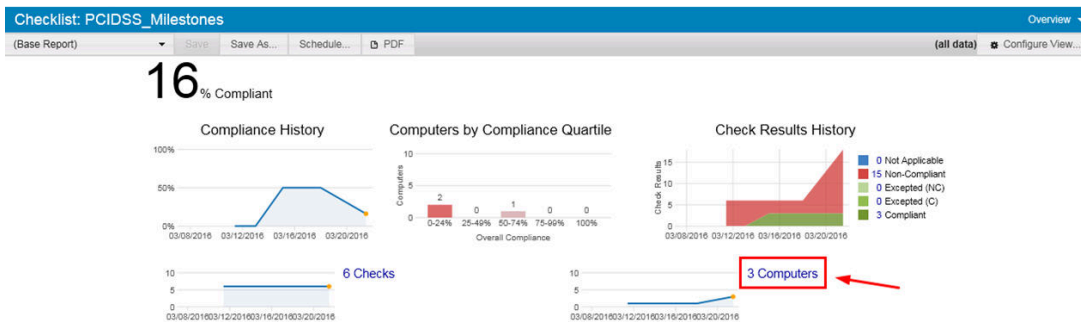 Checklist: PCIDSS_Milestones
Overview
(Base Report)
Save
Save As...
Schedule...
PDF
(all data)
Configure View...
16% Compliant
Compliance History
100%
50%
0%
03/08/2016 03/12/2016 03/16/2016 03/20/2016
Computers by Compliance Quartile
Computers
10
5
0
2
0
1
0
0
0-24% 25-49% 50-74% 75-99% 100%
Overall Compliance
Check Results History
Check Results
15
10
5
0
03/08/2016 03/12/2016 03/16/2016 03/20/2016
0 Not Applicable
15 Non-Compliant
0 Excepted (NC)
0 Excepted (C)
3 Compliant
10
5
0
6 Checks
03/08/2016 03/12/2016 03/16/2016 03/20/2016
10
5
0
3 Computers
03/08/2016 03/12/2016 03/16/2016 03/20/2016